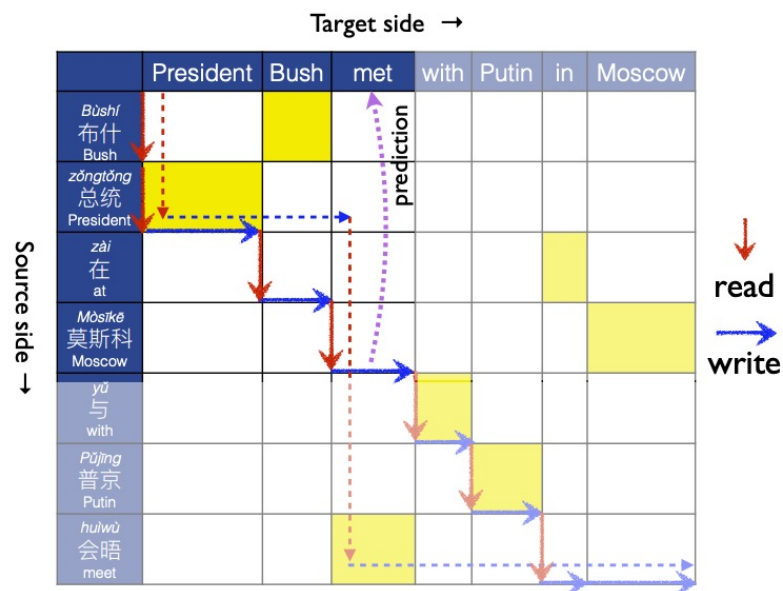 Target side →
President Bush met with Putin in Moscow
Bùshí
布什
Bush
zǒngtǒng
总统
President
zài
在
at
Mòsīkē
莫斯科
Moscow
yǔ
与
with
Pǔjīng
普京
Putin
huìwù
会晤
meet
prediction
Source side →
read
write